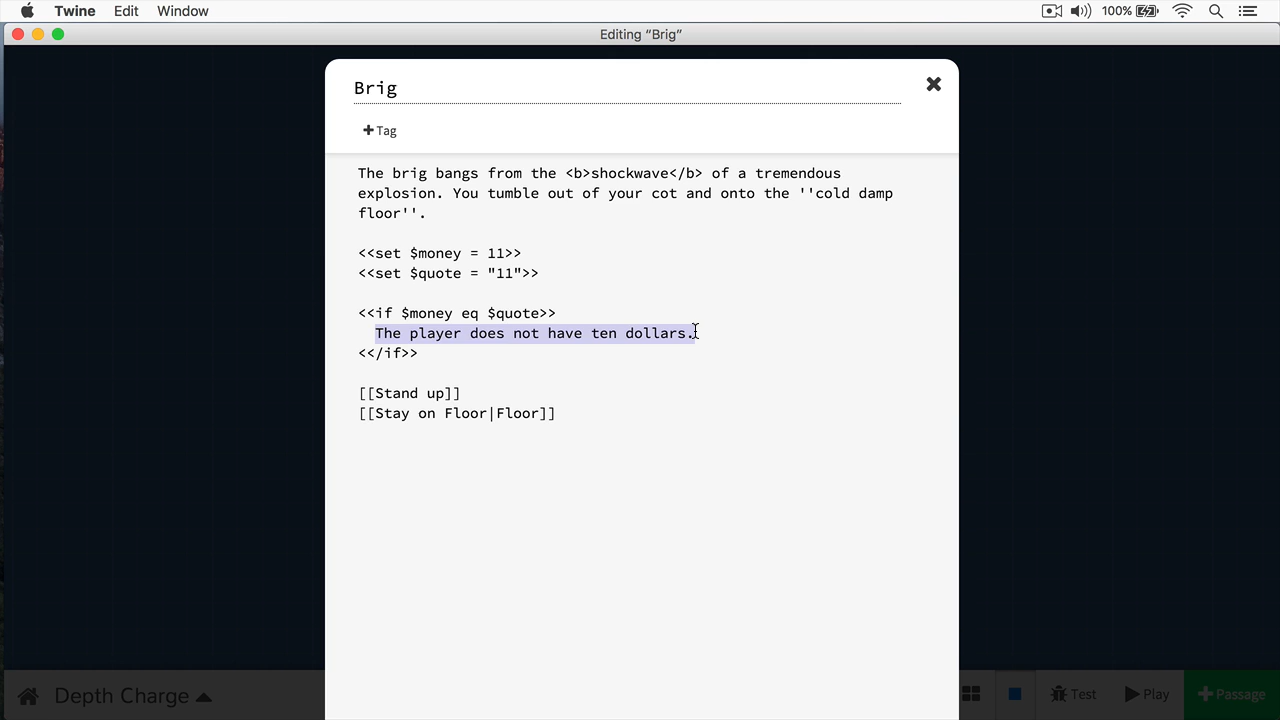 Twine Edit Window 100%
Editing “Brig”
Brig
+Tag
The brig bangs from the <b>shockwave</b> of a tremendous
explosion. You tumble out of your cot and onto the ''cold damp
floor''.
<<set $money = 11>>
<<set $quote = "11">>
<<if $money eq $quote>>
The player does not have ten dollars.
<</if>>
[[Stand up]]
[[Stay on Floor|Floor]]
Depth Charge Test Play +Passage